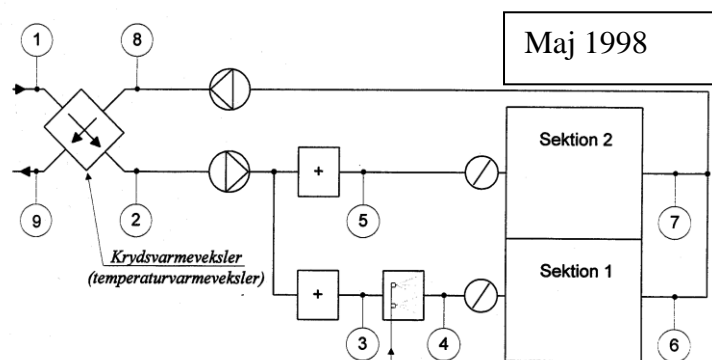 1
8
Maj 1998
Sektion 2
+
9
2
5
7
Krydsvarmeveksler
(temperaturvarmeveksler)
Sektion 1
+
3
4
6